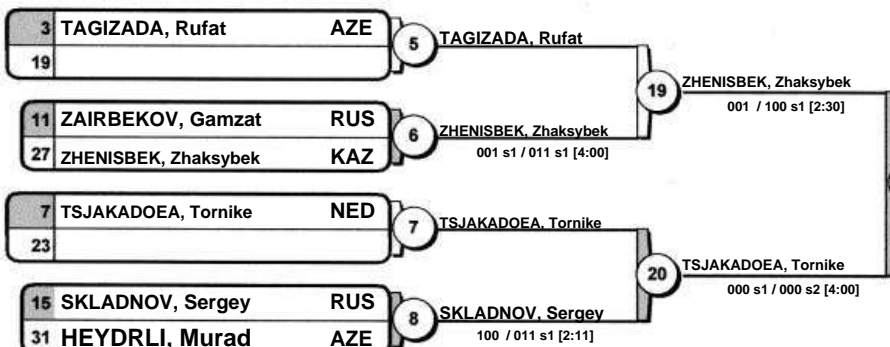 3 TAGIZADA, Rufat AZE
19
5
TAGIZADA, Rufat
11 ZAIRBEKOV, Gamzat RUS
27 ZHENISBEK, Zhaksybek KAZ
6
ZHENISBEK, Zhaksybek
001 s1 / 011 s1 [4:00]
19
ZHENISBEK, Zhaksybek
001 / 100 s1 [2:30]
7 TSJAKADOEA, Tornike NED
23
7
TSJAKADOEA, Tornike
15 SKLADNOV, Sergey RUS
31 HEYDRLI, Murad AZE
8
SKLADNOV, Sergey
100 / 011 s1 [2:11]
20
TSJAKADOEA, Tornike
000 s1 / 000 s2 [4:00]